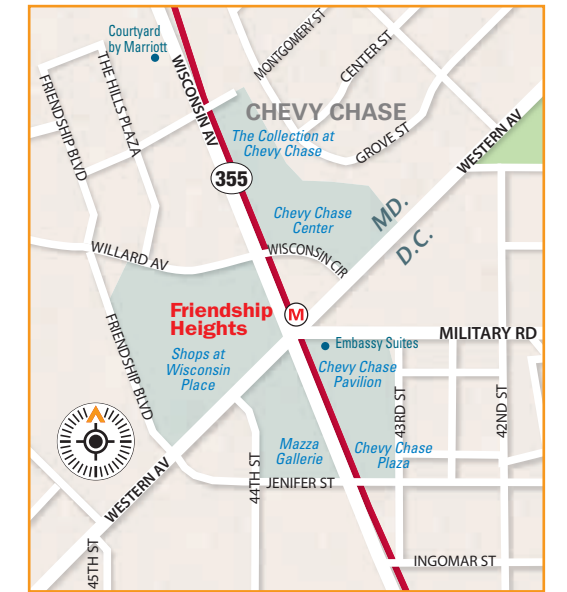 Courtyard
by Marriott
MONTGOMERY ST
CENTER ST
THE HILLS PLAZA
WISCONSIN AV
FRIENDSHIP BLVD
CHEVY CHASE
The Collection at
Chevy Chase
GROVE ST
WESTERN AV
355
Chevy Chase
Center
MD.
D.C.
WILLARD AV
WISCONSIN CIR
Friendship
Heights
M
MILITARY RD
Embassy Suites
Shops at
Wisconsin
Place
Chevy Chase
Pavilion
FRIENDSHIP BLVD
43RD ST
42ND ST
Mazza
Gallerie
Chevy Chase
Plaza
44TH ST
JENIFER ST
WESTERN AV
45TH ST
INGOMAR ST